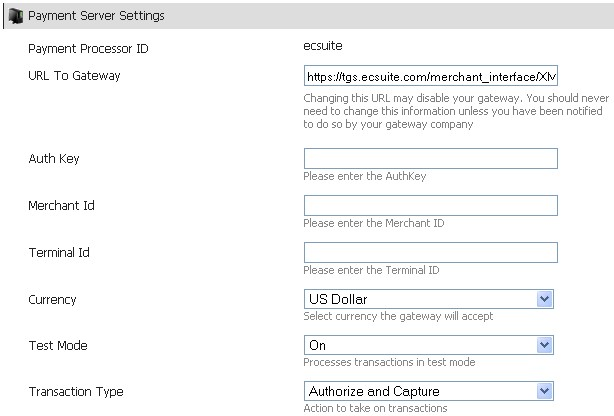 Payment Server Settings
Payment Processor ID
ecsuite
URL To Gateway
https://tgs.ecsuite.com/merchant_interface/
Changing this URL may disable your gateway. You should never
need to change this information unless you have been notified
to do so by your gateway company
Auth Key
Please enter the AuthKey
Merchant Id
Please enter the Merchant ID
Terminal Id
Please enter the Terminal ID
Currency
US Dollar
Select currency the gateway will accept
Test Mode
On
Processes transactions in test mode
Transaction Type
Authorize and Capture
Action to take on transactions